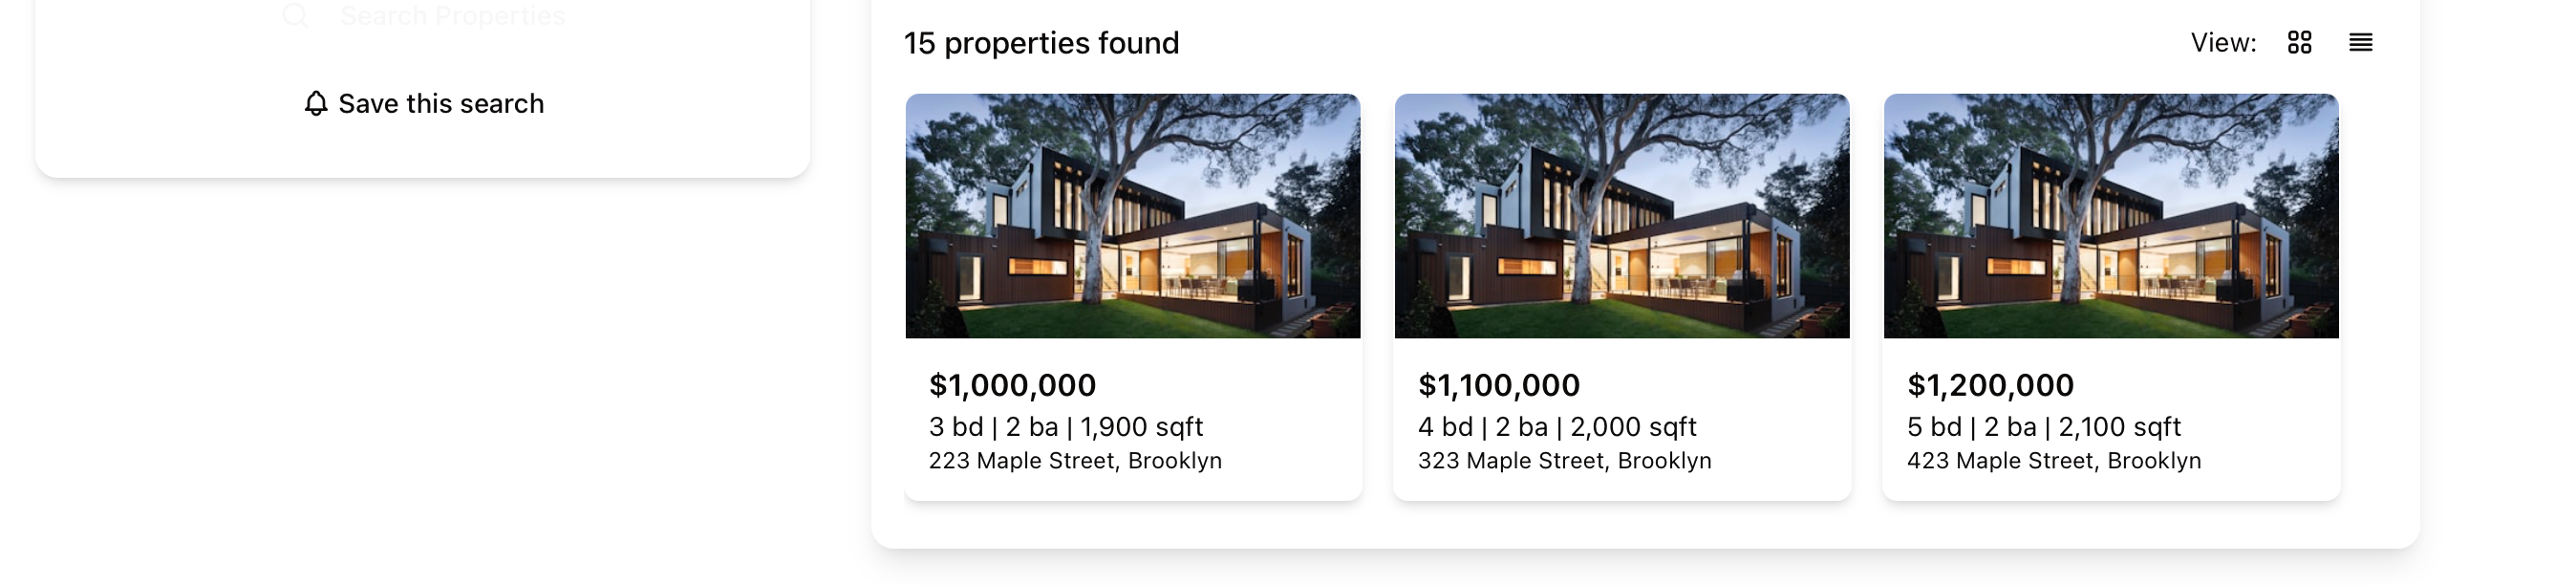 Search Properties
Save this search
15 properties found
View:
$1,000,000
3 bd | 2 ba | 1,900 sqft
223 Maple Street, Brooklyn
$1,100,000
4 bd | 2 ba | 2,000 sqft
323 Maple Street, Brooklyn
$1,200,000
5 bd | 2 ba | 2,100 sqft
423 Maple Street, Brooklyn